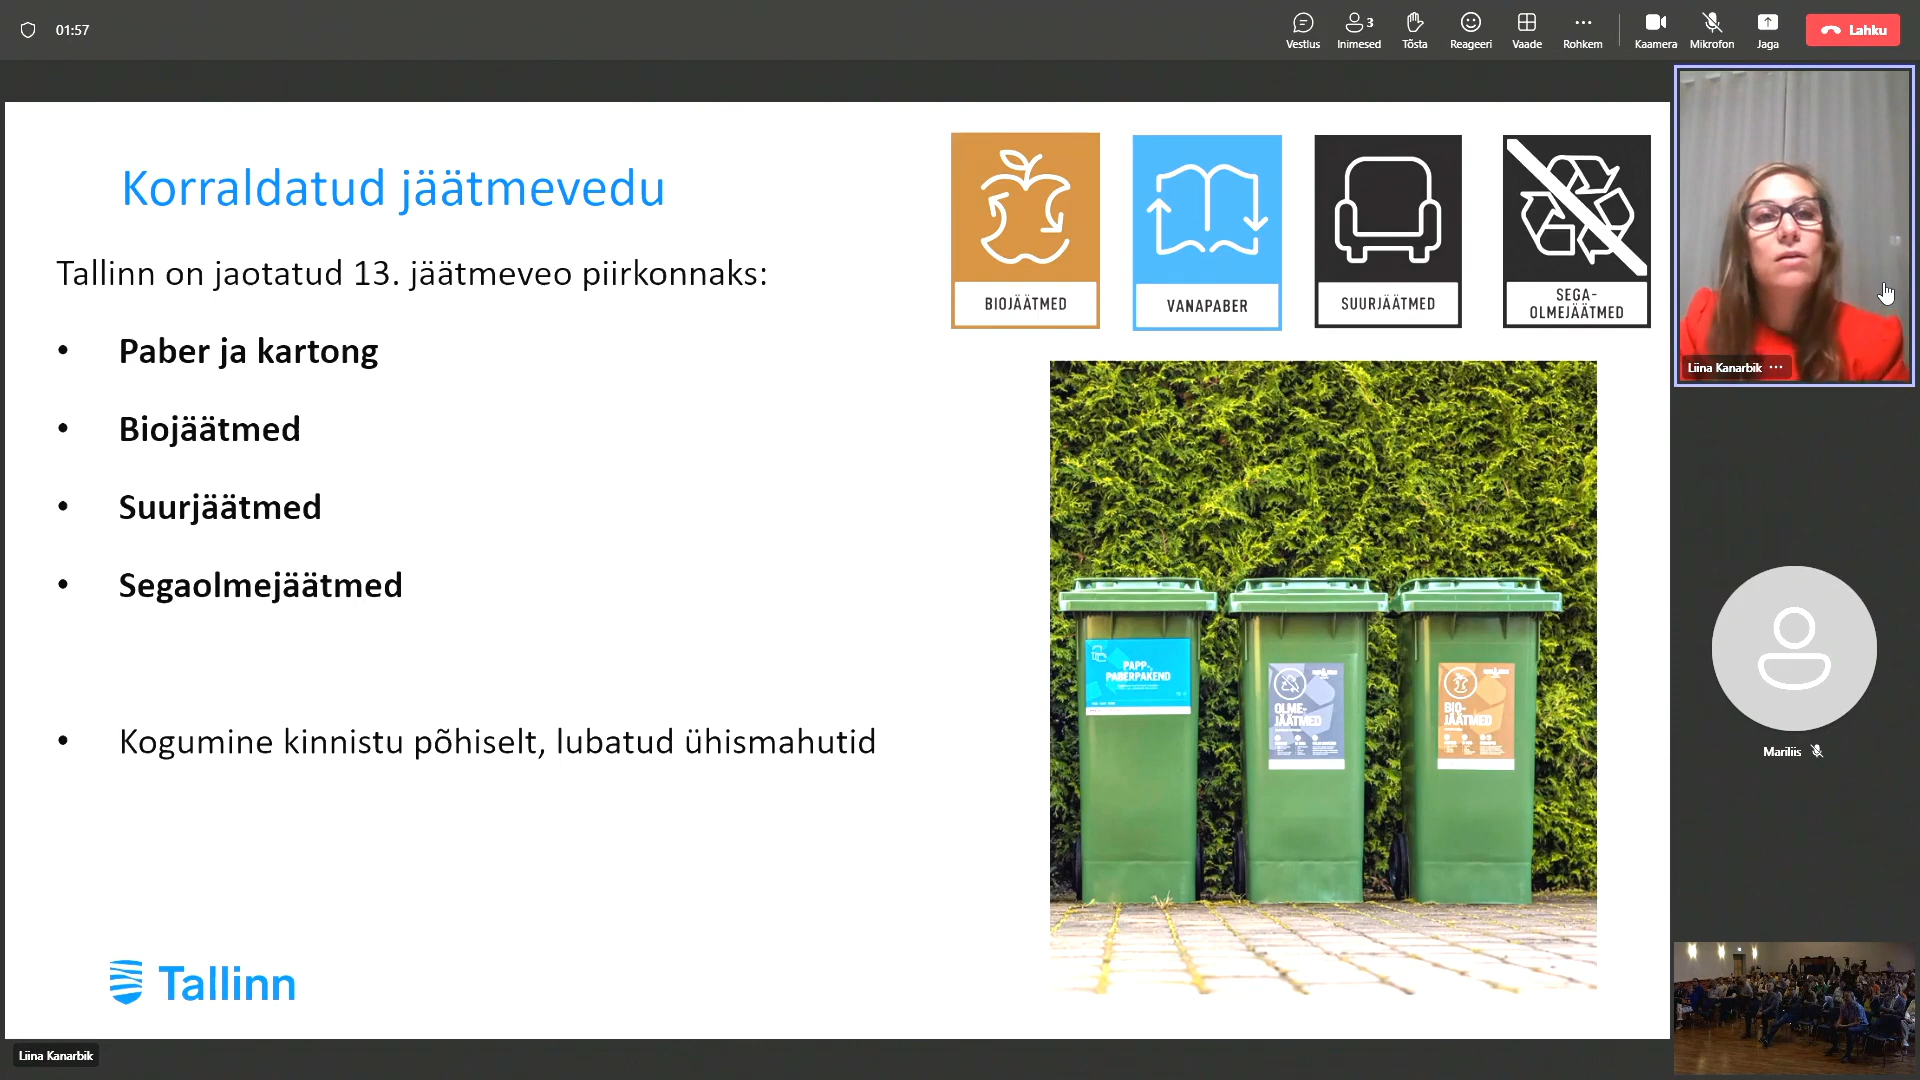 01:57
Vestlus
Inimesed
3
Tõsta
Reageeri
Vaade
Rohkem
Kaamera
Mikrofon
Jaga
Lahku
Korraldatud jäätmevedu
Tallinn on jaotatud 13. jäätmeveo piirkonnaks:
• Paber ja kartong
• Biojäätmed
• Suurjäätmed
• Segaolmejäätmed
• Kogumine kinnistu põhiselt, lubatud ühismahutid
BIOJÄÄTMED
VANAPABER
SUURJÄÄTMED
SEGA-
OLMEJÄÄTMED
PAPP-,
PABERPAKEND
OLME-
JÄÄTMED
BIO-
JÄÄTMED
Tallinn
Liina Kanarbik
Liina Kanarbik
Mariliis